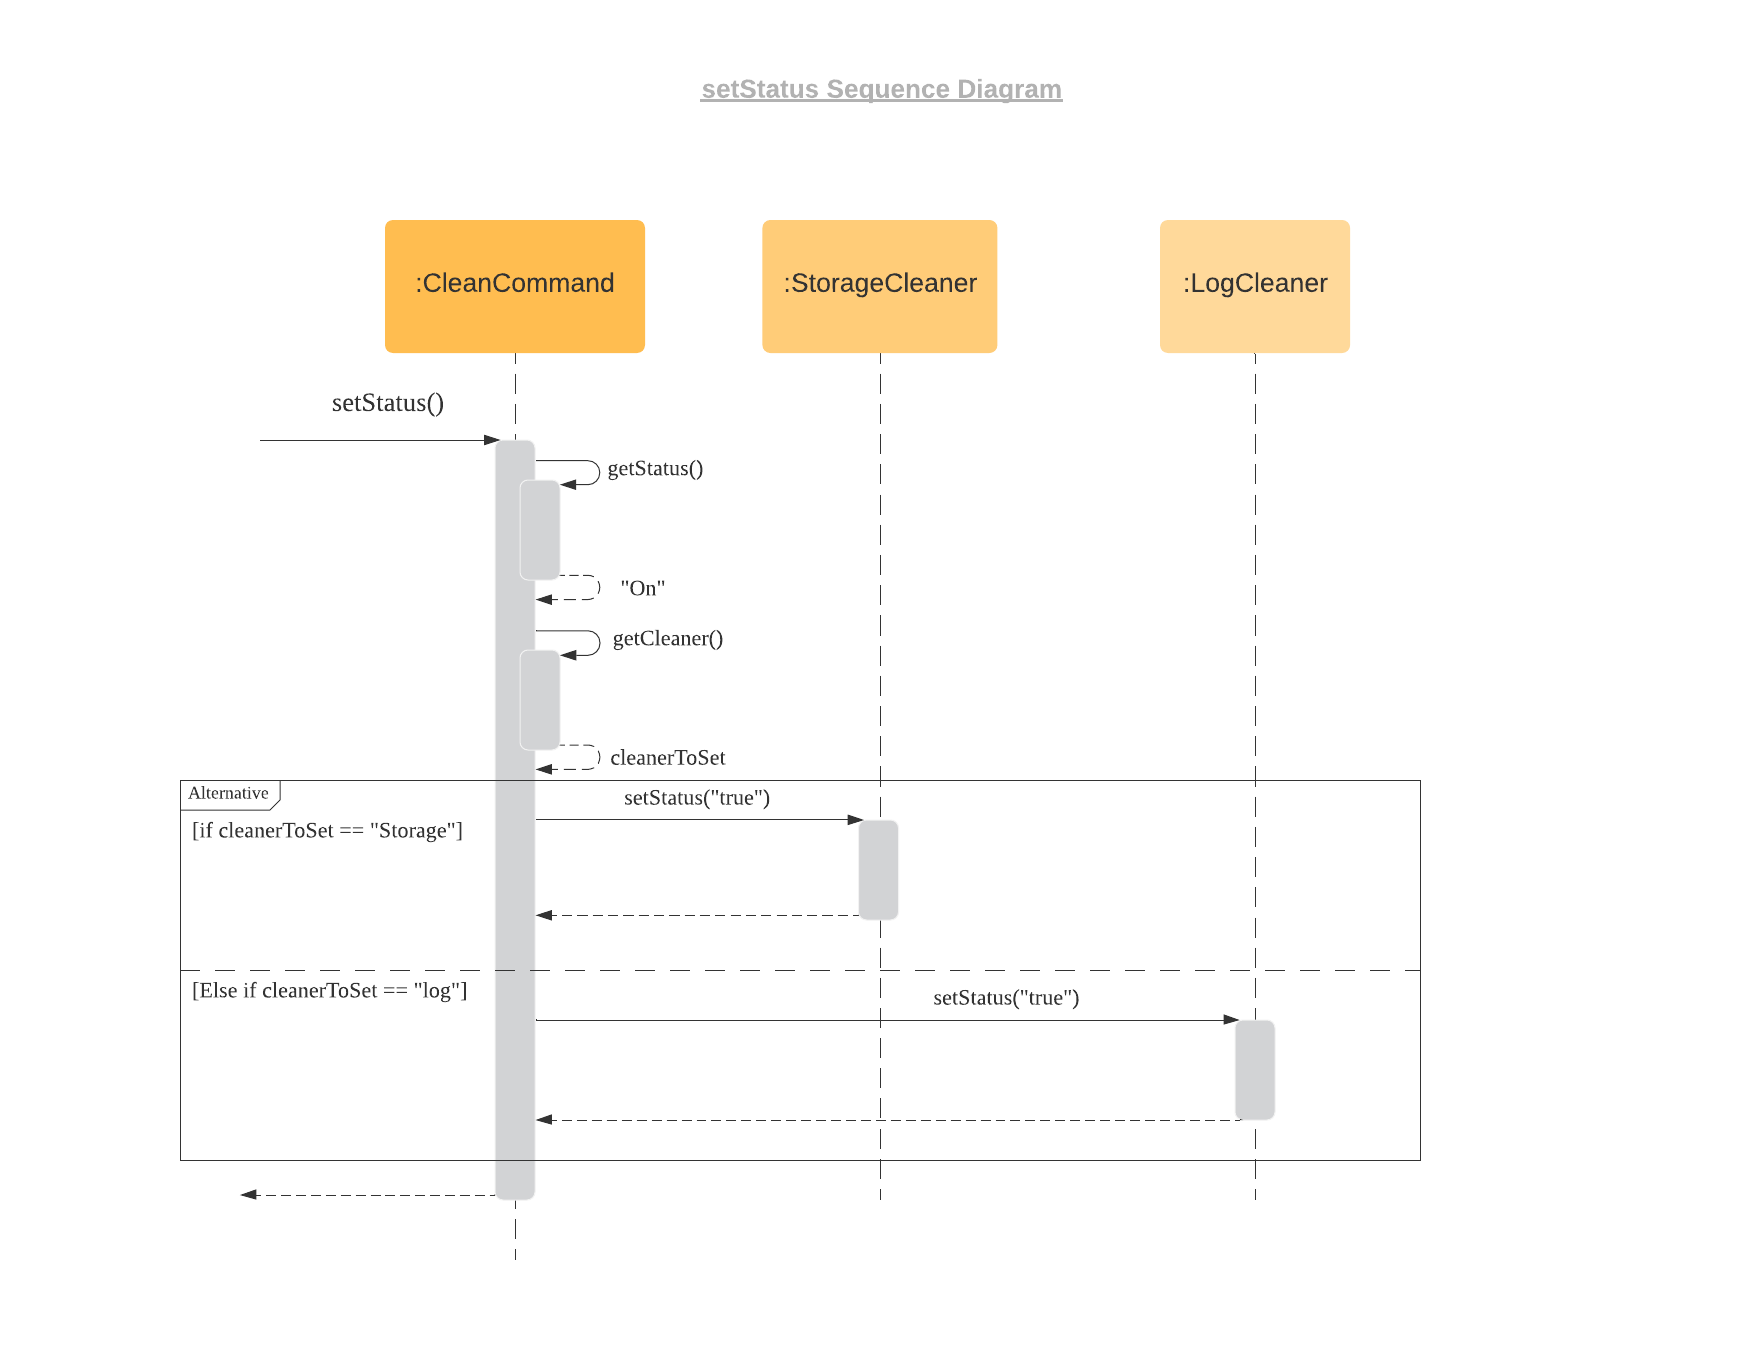 setStatus Sequence Diagram
:CleanCommand
:StorageCleaner
:LogCleaner
setStatus()
getStatus()
"On"
getCleaner()
cleanerToSet
Alternative
setStatus("true")
[if cleanerToSet == "Storage"]
[Else if cleanerToSet == "log"]
setStatus("true")